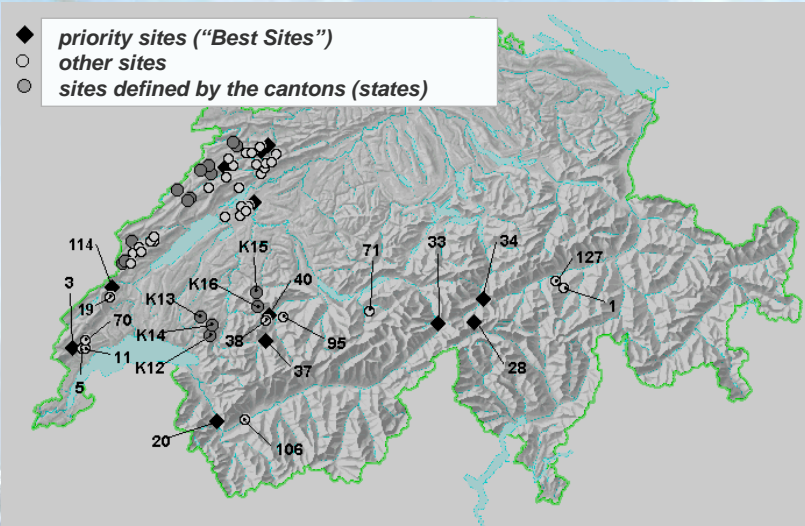 priority sites (“Best Sites”)
other sites
sites defined by the cantons (states)
114
K15
40
71
33
34
127
3
K16
19
K13
1
70
K14
38
95
11
K12
37
28
5
20
106